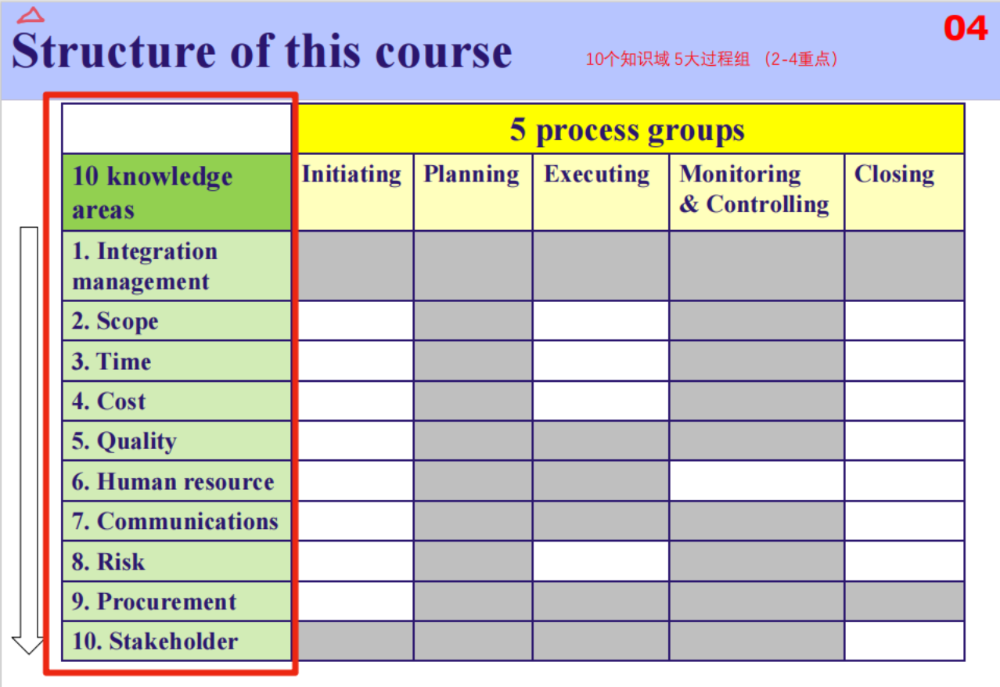 Structure of this course
04
10个知识域 5大过程组 （2-4重点）
5 process groups
10 knowledge
areas
Initiating
Planning
Executing
Monitoring
& Controlling
Closing
1. Integration
management
2. Scope
3. Time
4. Cost
5. Quality
6. Human resource
7. Communications
8. Risk
9. Procurement
10. Stakeholder